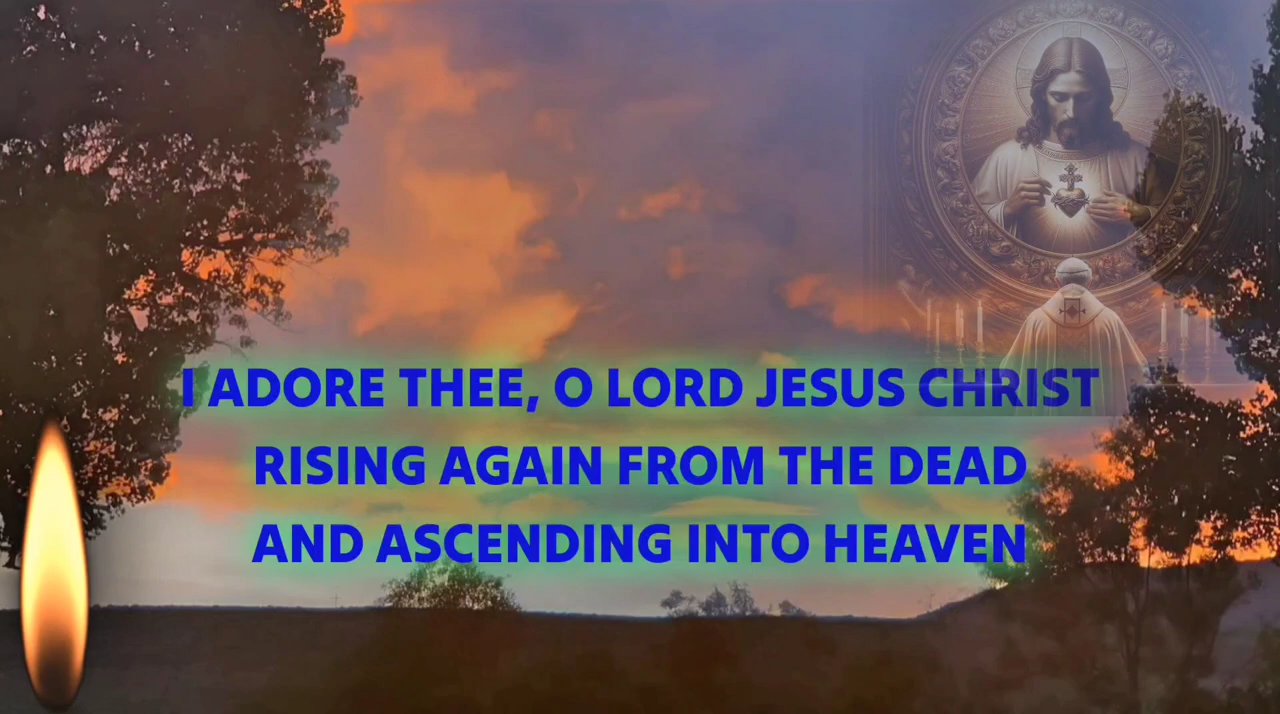 I ADORE THEE, O LORD JESUS CHRIST
RISING AGAIN FROM THE DEAD
AND ASCENDING INTO HEAVEN